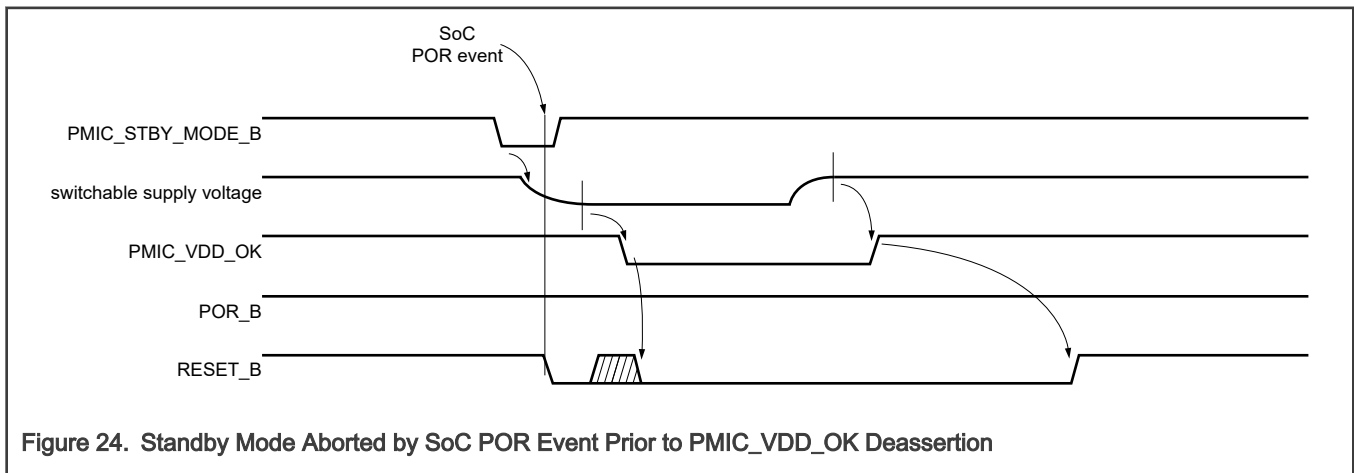 SoC
POR event
PMIC_STBY_MODE_B
switchable supply voltage
PMIC_VDD_OK
POR_B
RESET_B
Figure 24. Standby Mode Aborted by SoC POR Event Prior to PMIC_VDD_OK Deassertion